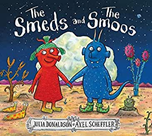 The Smeds and The Smoos
JULIA DONALDSON • AXEL SCHEFFLER